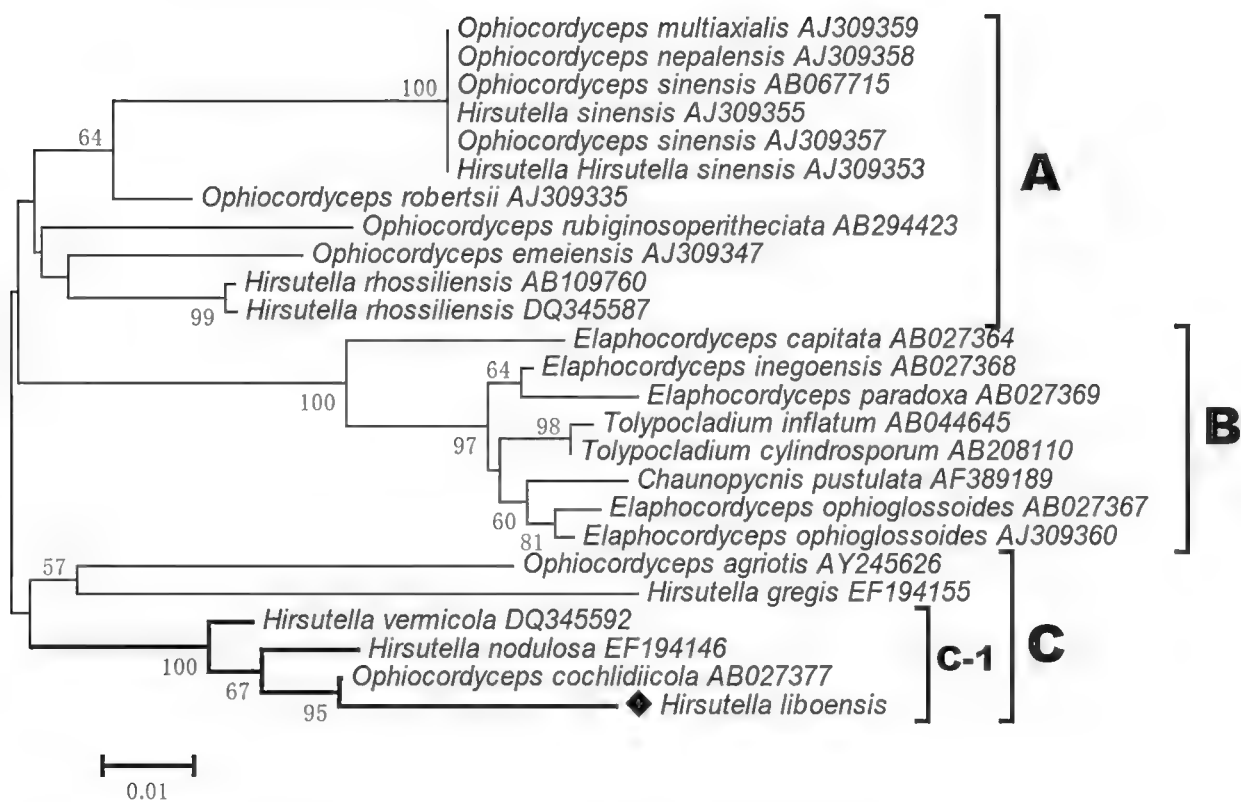 Ophiocordyceps multiaxialis AJ309359
Ophiocordyceps nepalensis AJ309358
Ophiocordyceps sinensis AB067715
100
Hirsutella sinensis AJ309355
Ophiocordyceps sinensis AJ309357
64
Hirsutella Hirsutella sinensis AJ309353
A
Ophiocordyceps robertsii AJ309335
Ophiocordyceps rubiginosoperitheciata AB294423
Ophiocordyceps emeiensis AJ309347
Hirsutella rhossiliensis AB109760
Hirsutella rhossiliensis DQ345587
99
Elaphocordyceps capitata AB027364
Elaphocordyceps inegoensis AB027368
64
Elaphocordyceps paradoxa AB027369
100
Tolypocladium inflatum AB044645
98
B
97
Tolypocladium cylindrosporum AB208110
Chaunopycnis pustulata AF389189
Elaphocordyceps ophioglossoides AB027367
60
Elaphocordyceps ophioglossoides AJ309360
81
Ophiocordyceps agriotis AY245626
57
Hirsutella gregis EF194155
Hirsutella vermicola DQ345592
C
Hirsutella nodulosa EF194146
C-1
100
Ophiocordyceps cochlidiicola AB027377
67
Hirsutella liboensis
95
0.01